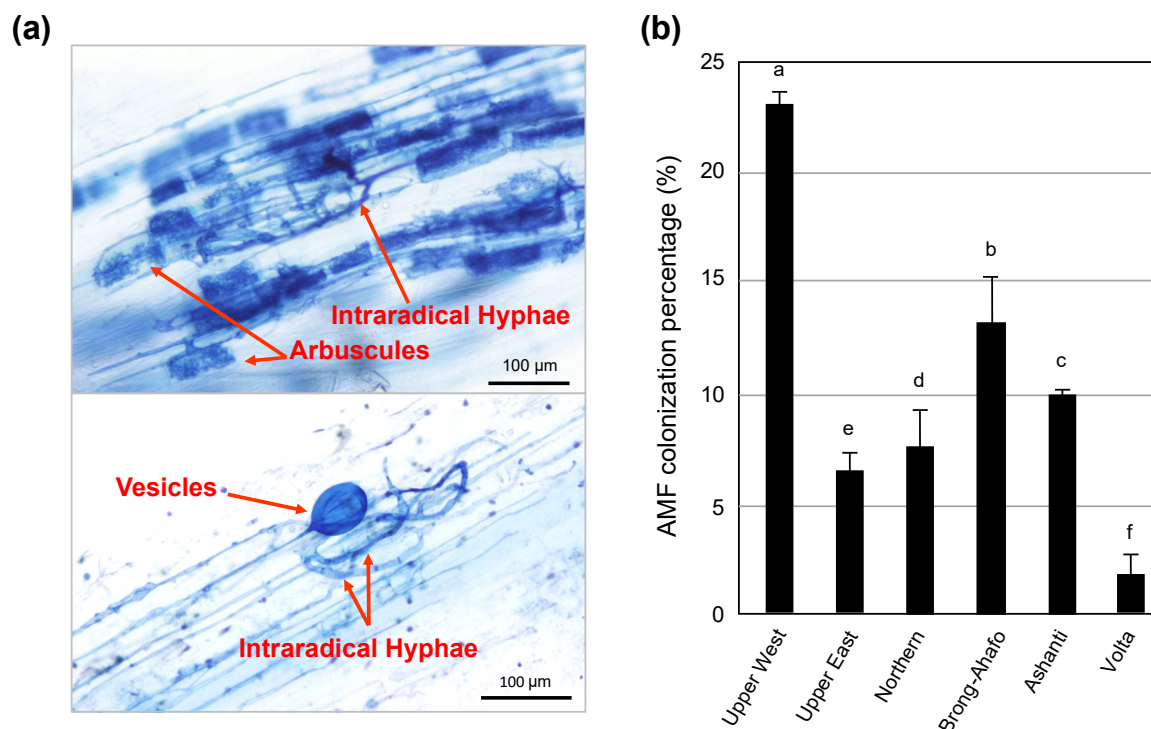 (a)
Intraradical Hyphae
Arbuscules
100 µm
Vesicles
Intraradical Hyphae
100 µm
(b)
AMF colonization percentage (%)
25
20
15
10
5
0
a
e
d
b
c
f
Upper West
Upper East
Northern
Brong-Ahafo
Ashanti
Volta